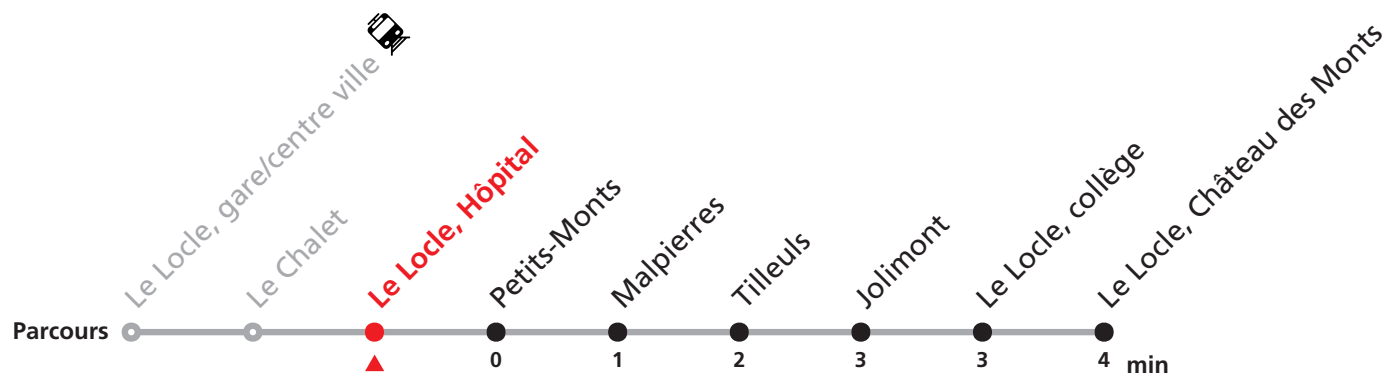 Le Locle, gare/centre ville
Le Chalet
Le Locle, Hôpital
Petits-Monts
Malpierres
Tilleuls
Jolimont
Le Locle, collège
Le Locle, Château des Monts
Parcours
0 1 2 3 3 4 min